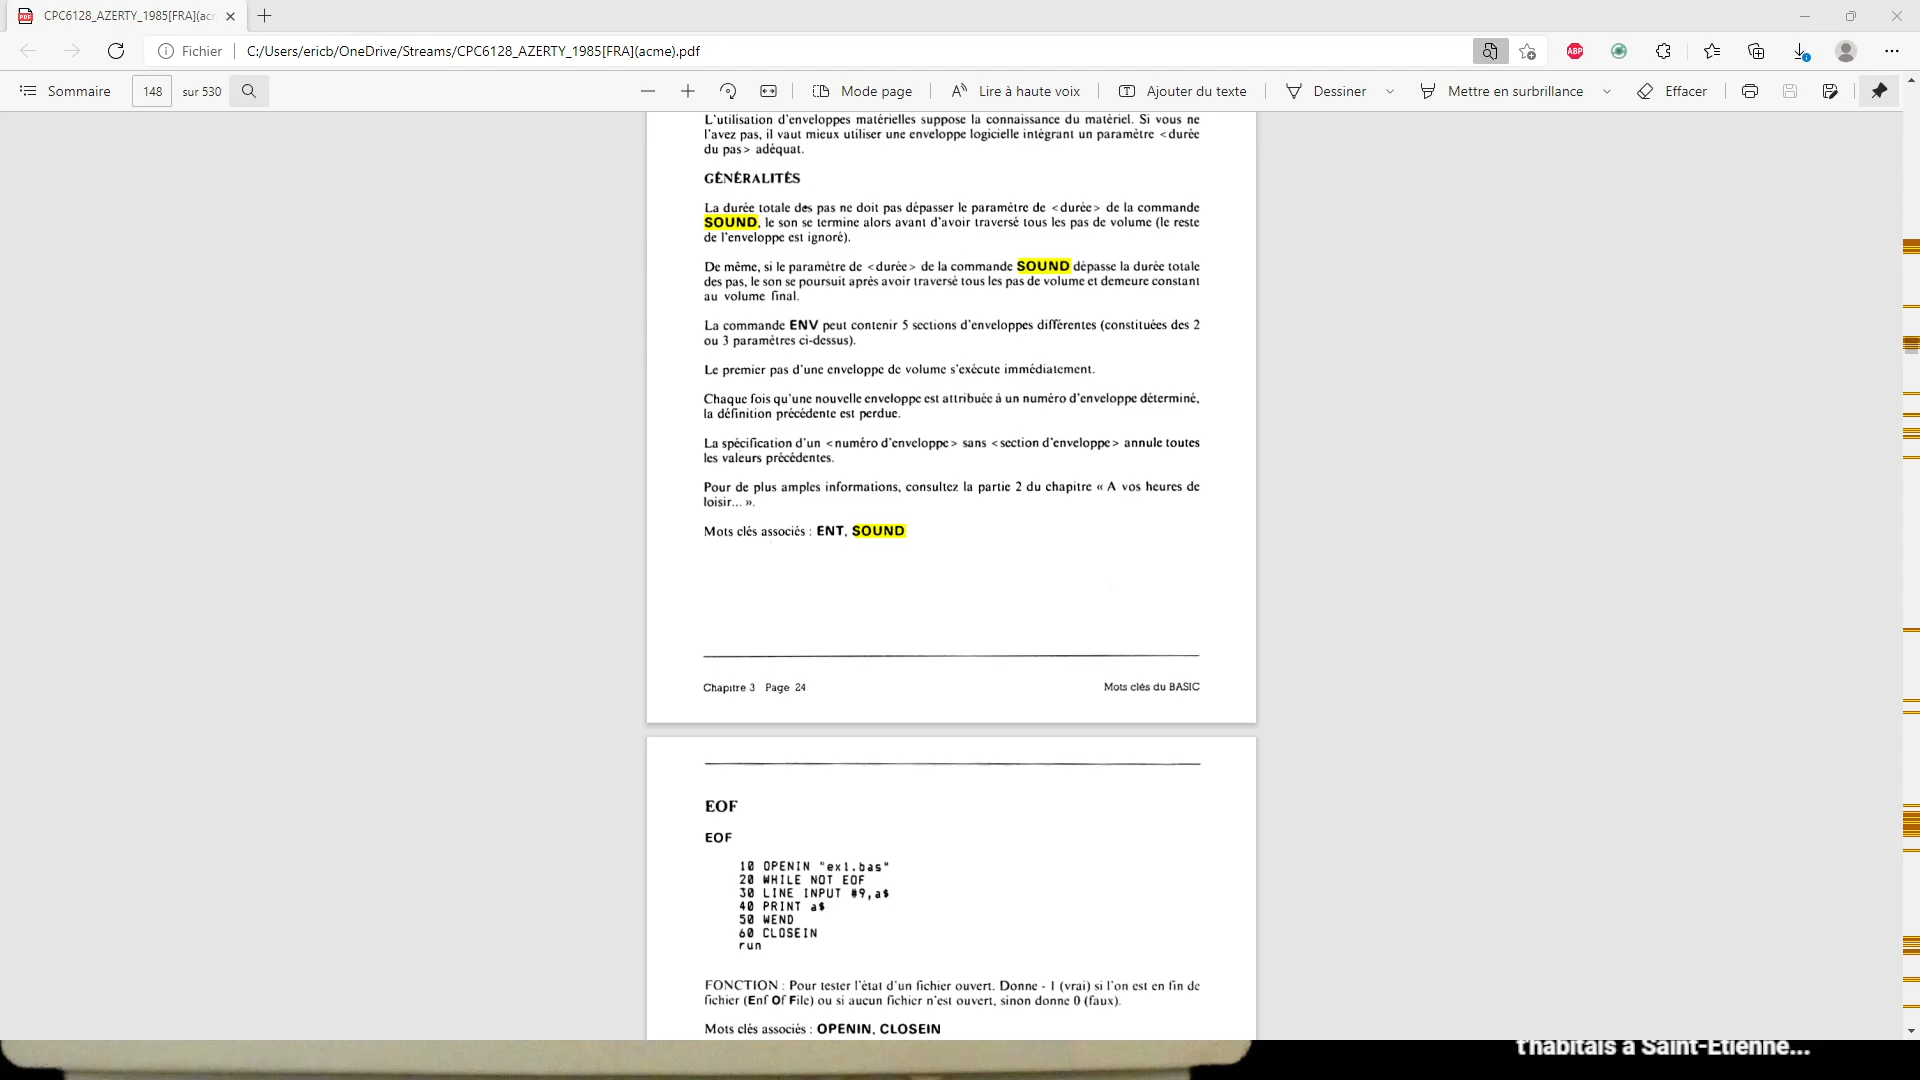 CPC6128_AZERTY_1985[FRA](acm
Fichier
C:/Users/ericb/OneDrive/Streams/CPC6128_AZERTY_1985[FRA](acme).pdf
ABP
Sommaire
148
sur 530
Mode page
Lire à haute voix
Ajouter du texte
Dessiner
Mettre en surbrillance
Effacer
L'utilisation d'enveloppes matérielles suppose la connaissance du matériel. Si vous ne
l'avez pas, il vaut mieux utiliser une enveloppe logicielle intégrant un paramètre <durée
du pas> adéquat.
GÉNÉRALITÉS
La durée totale des pas ne doit pas dépasser le paramètre de <durée> de la commande
SOUND, le son se termine alors avant d'avoir traversé tous les pas de volume (le reste
de l'enveloppe est ignoré).
De même, si le paramètre de <durée> de la commande SOUND dépasse la durée totale
des pas, le son se poursuit après avoir traversé tous les pas de volume et demeure constant
au volume final.
La commande ENV peut contenir 5 sections d'enveloppes différentes (constituées des 2
ou 3 paramètres ci-dessus).
Le premier pas d'une enveloppe de volume s'exécute immédiatement.
Chaque fois qu'une nouvelle enveloppe est attribuée à un numéro d'enveloppe déterminé,
la définition précédente est perdue.
La spécification d'un <numéro d'enveloppe> sans <section d'enveloppe> annule toutes
les valeurs précédentes.
Pour de plus amples informations, consultez la partie 2 du chapitre « A vos heures de
loisir... ».
Mots clés associés : ENT, SOUND
Chapitre 3 Page 24
Mots clés du BASIC
EOF
EOF
10 OPENIN "ex1.bas"
20 WHILE NOT EOF
30 LINE INPUT #9,a$
40 PRINT a$
50 WEND
60 CLOSEIN
run
FONCTION : Pour tester l'état d'un fichier ouvert. Donne - 1 (vrai) si l'on est en fin de
fichier (Enf Of File) ou si aucun fichier n'est ouvert, sinon donne 0 (faux).
Mots clés associés : OPENIN, CLOSEIN
t'habitais à Saint-Etienne...